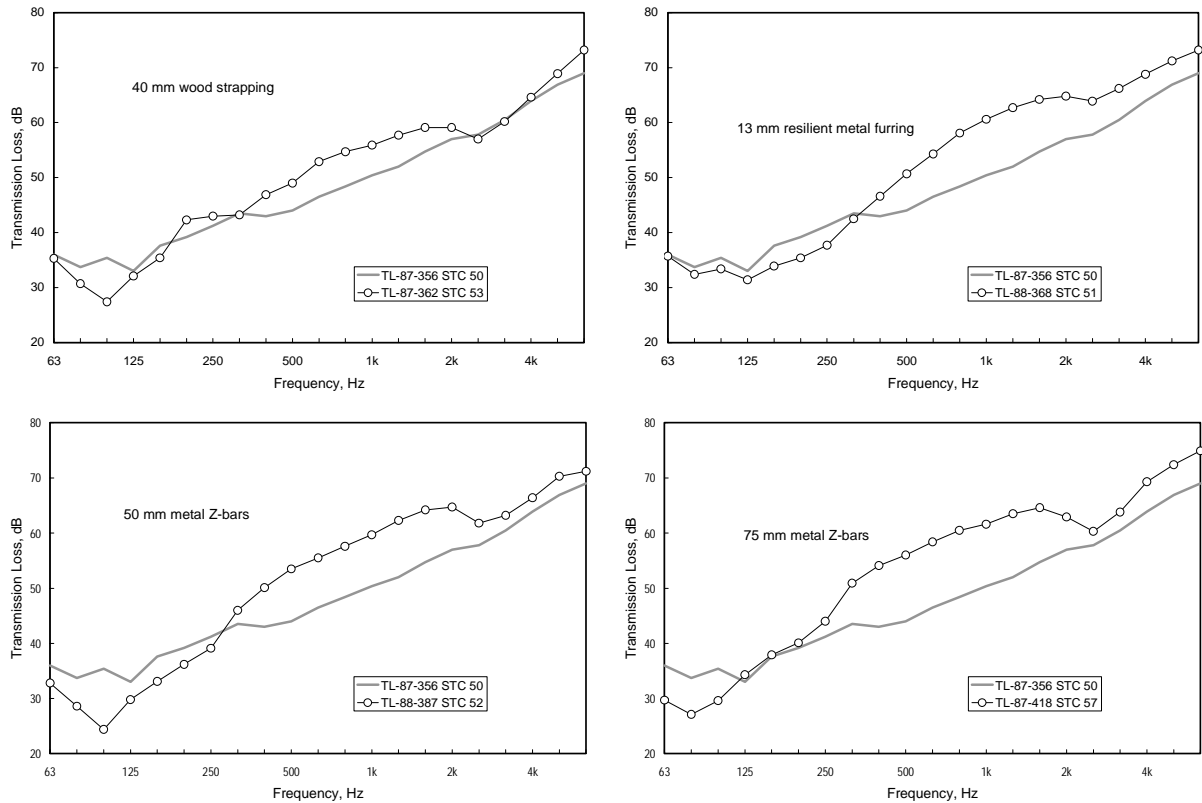 80
70
60
50
40
30
20
Transmission Loss, dB
40 mm wood strapping
TL-87-356 STC 50
TL-87-362 STC 53
63 125 250 500 1k 2k 4k
Frequency, Hz
80
70
60
50
40
30
20
Transmission Loss, dB
13 mm resilient metal furring
TL-87-356 STC 50
TL-88-368 STC 51
63 125 250 500 1k 2k 4k
Frequency, Hz
80
70
60
50
40
30
20
Transmission Loss, dB
50 mm metal Z-bars
TL-87-356 STC 50
TL-88-387 STC 52
63 125 250 500 1k 2k 4k
Frequency, Hz
80
70
60
50
40
30
20
Transmission Loss, dB
75 mm metal Z-bars
TL-87-356 STC 50
TL-87-418 STC 57
63 125 250 500 1k 2k 4k
Frequency, Hz